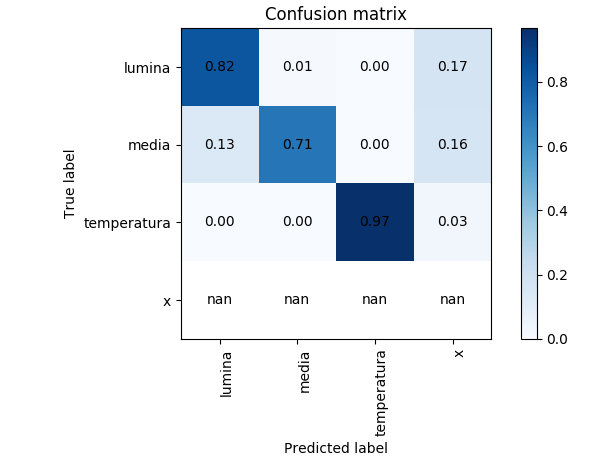 Confusion matrix
True label
lumina 0.82 0.01 0.00 0.17
media 0.13 0.71 0.00 0.16
temperatura 0.00 0.00 0.97 0.03
x nan nan nan nan
lumina media temperatura x
Predicted label
0.8
0.6
0.4
0.2
0.0